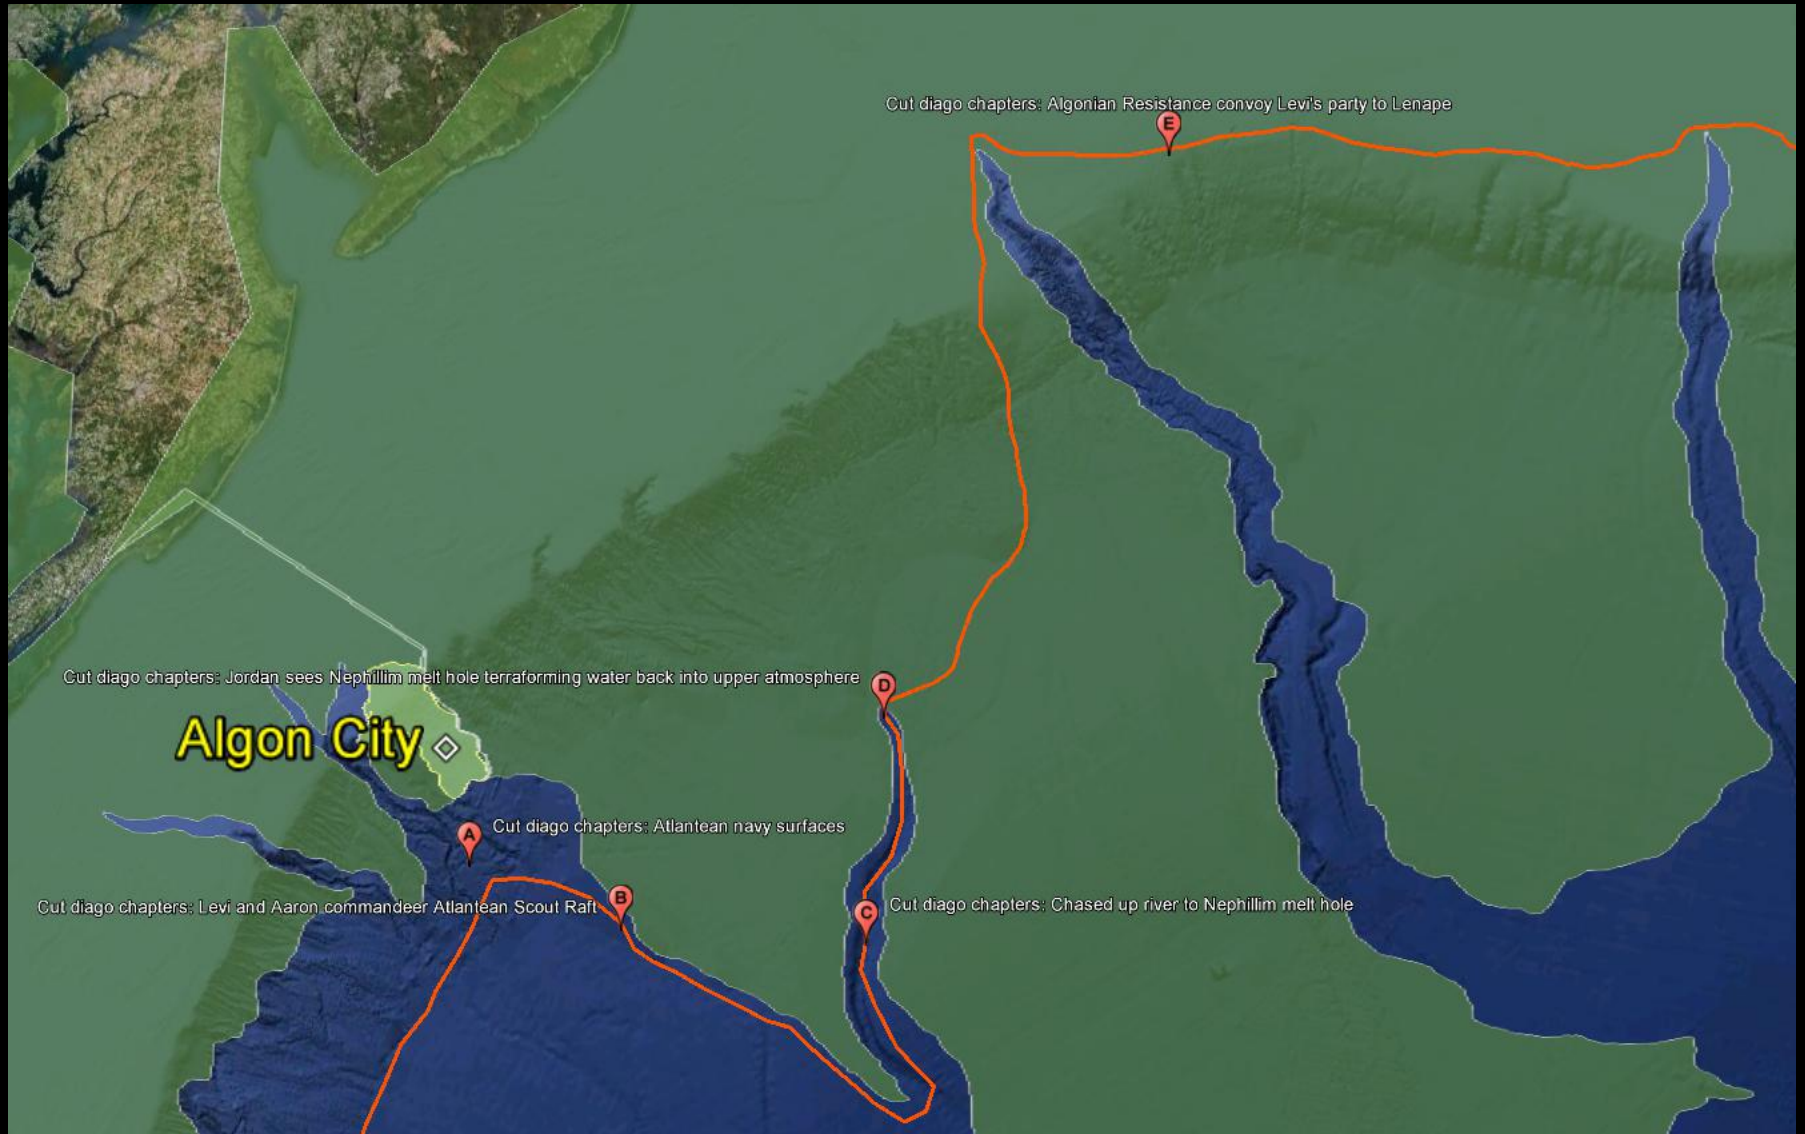 Cut diago chapters: Algonian Resistance convoy Levi's party to Lenape
E
Cut diago chapters: Jordan sees Nephillim melt hole terraforming water back into upper atmosphere
D
Algon City
A
Cut diago chapters: Atlantean navy surfaces
Cut diago chapters: Levi and Aaron commandeer Atlantean Scout Raft
B
C
Cut diago chapters: Chased up river to Nephillim melt hole